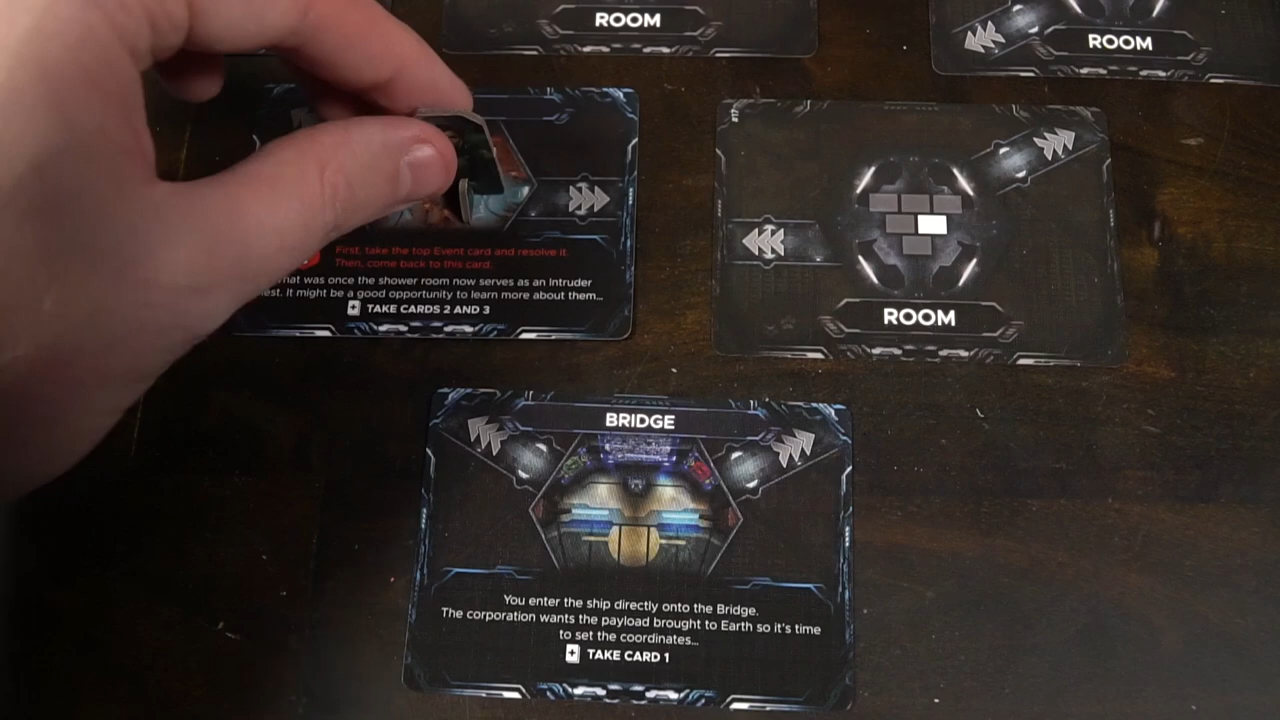 ROOM
ROOM
First, take the top Event card and resolve it.
Then, come back to this card.
hat was once the shower room now serves as an Intruder
est. It might be a good opportunity to learn more about them...
TAKE CARDS 2 AND 3
#17
ROOM
BRIDGE
You enter the ship directly onto the Bridge.
The corporation wants the payload brought to Earth so it's time
to set the coordinates...
TAKE CARD 1